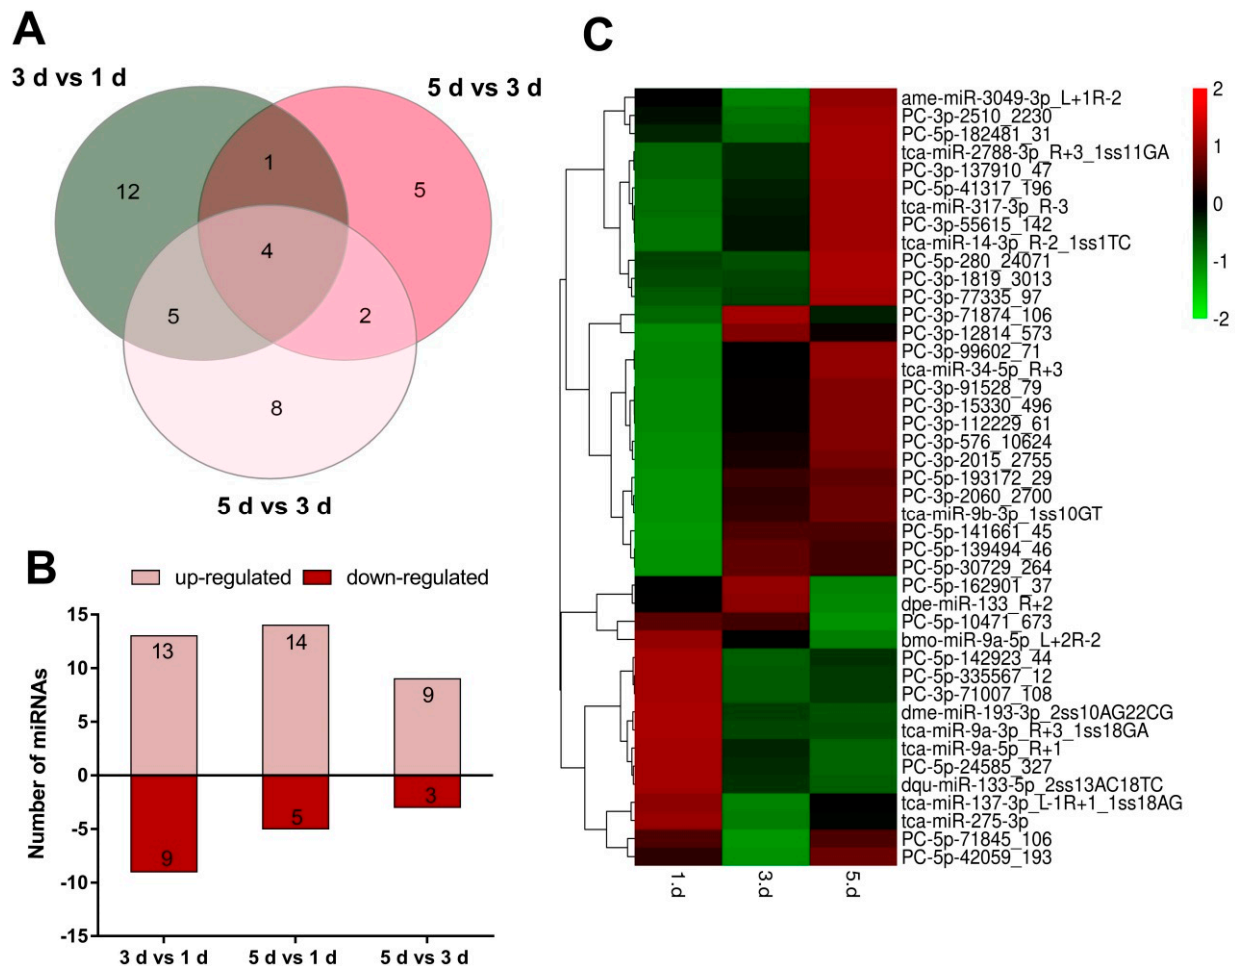 A
3 d vs 1 d
5 d vs 3 d
1
12
5
4
5
2
8
5 d vs 3 d
B
up-regulated
down-regulated
Number of miRNAs
15
10
5
0
-5
-10
-15
13
14
9
9
5
3
3 d vs 1 d
5 d vs 1 d
5 d vs 3 d
C
ame-miR-3049-3p_L+1R-2
PC-3p-2510_2230
PC-5p-182481_31
tca-miR-2788-3p_R+3_1ss11GA
PC-3p-137910_47
PC-5p-41317_196
tca-miR-317-3p_R-3
PC-3p-55615_142
tca-miR-14-3p_R-2_1ss1TC
PC-5p-280_24071
PC-3p-1819_3013
PC-3p-77335_97
PC-3p-71874_106
PC-3p-12814_573
PC-3p-99602_71
tca-miR-34-5p_R+3
PC-3p-91528_79
PC-3p-15330_496
PC-3p-112229_61
PC-3p-576_10624
PC-3p-2015_2755
PC-5p-193172_29
PC-3p-2060_2700
tca-miR-9b-3p_1ss10GT
PC-5p-141661_45
PC-5p-139494_46
PC-5p-30729_264
PC-5p-162901_37
dpe-miR-133_R+2
PC-5p-10471_673
bmo-miR-9a-5p_L+2R-2
PC-5p-142923_44
PC-5p-335567_12
PC-3p-71007_108
dme-miR-193-3p_2ss10AG22CG
tca-miR-9a-3p_R+3_1ss18GA
tca-miR-9a-5p_R+1
PC-5p-24585_327
dqu-miR-133-5p_2ss13AC18TC
tca-miR-137-3p_L-1R+1_1ss18AG
tca-miR-275-3p
PC-5p-71845_106
PC-5p-42059_193
1.d
3.d
5.d
2
1
0
-1
-2